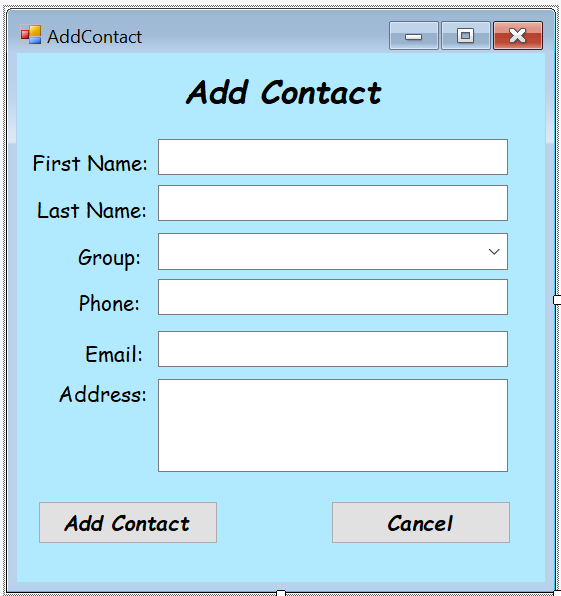 AddContact
Add Contact
First Name:
Last Name:
Group:
Phone:
Email:
Address:
Add Contact
Cancel